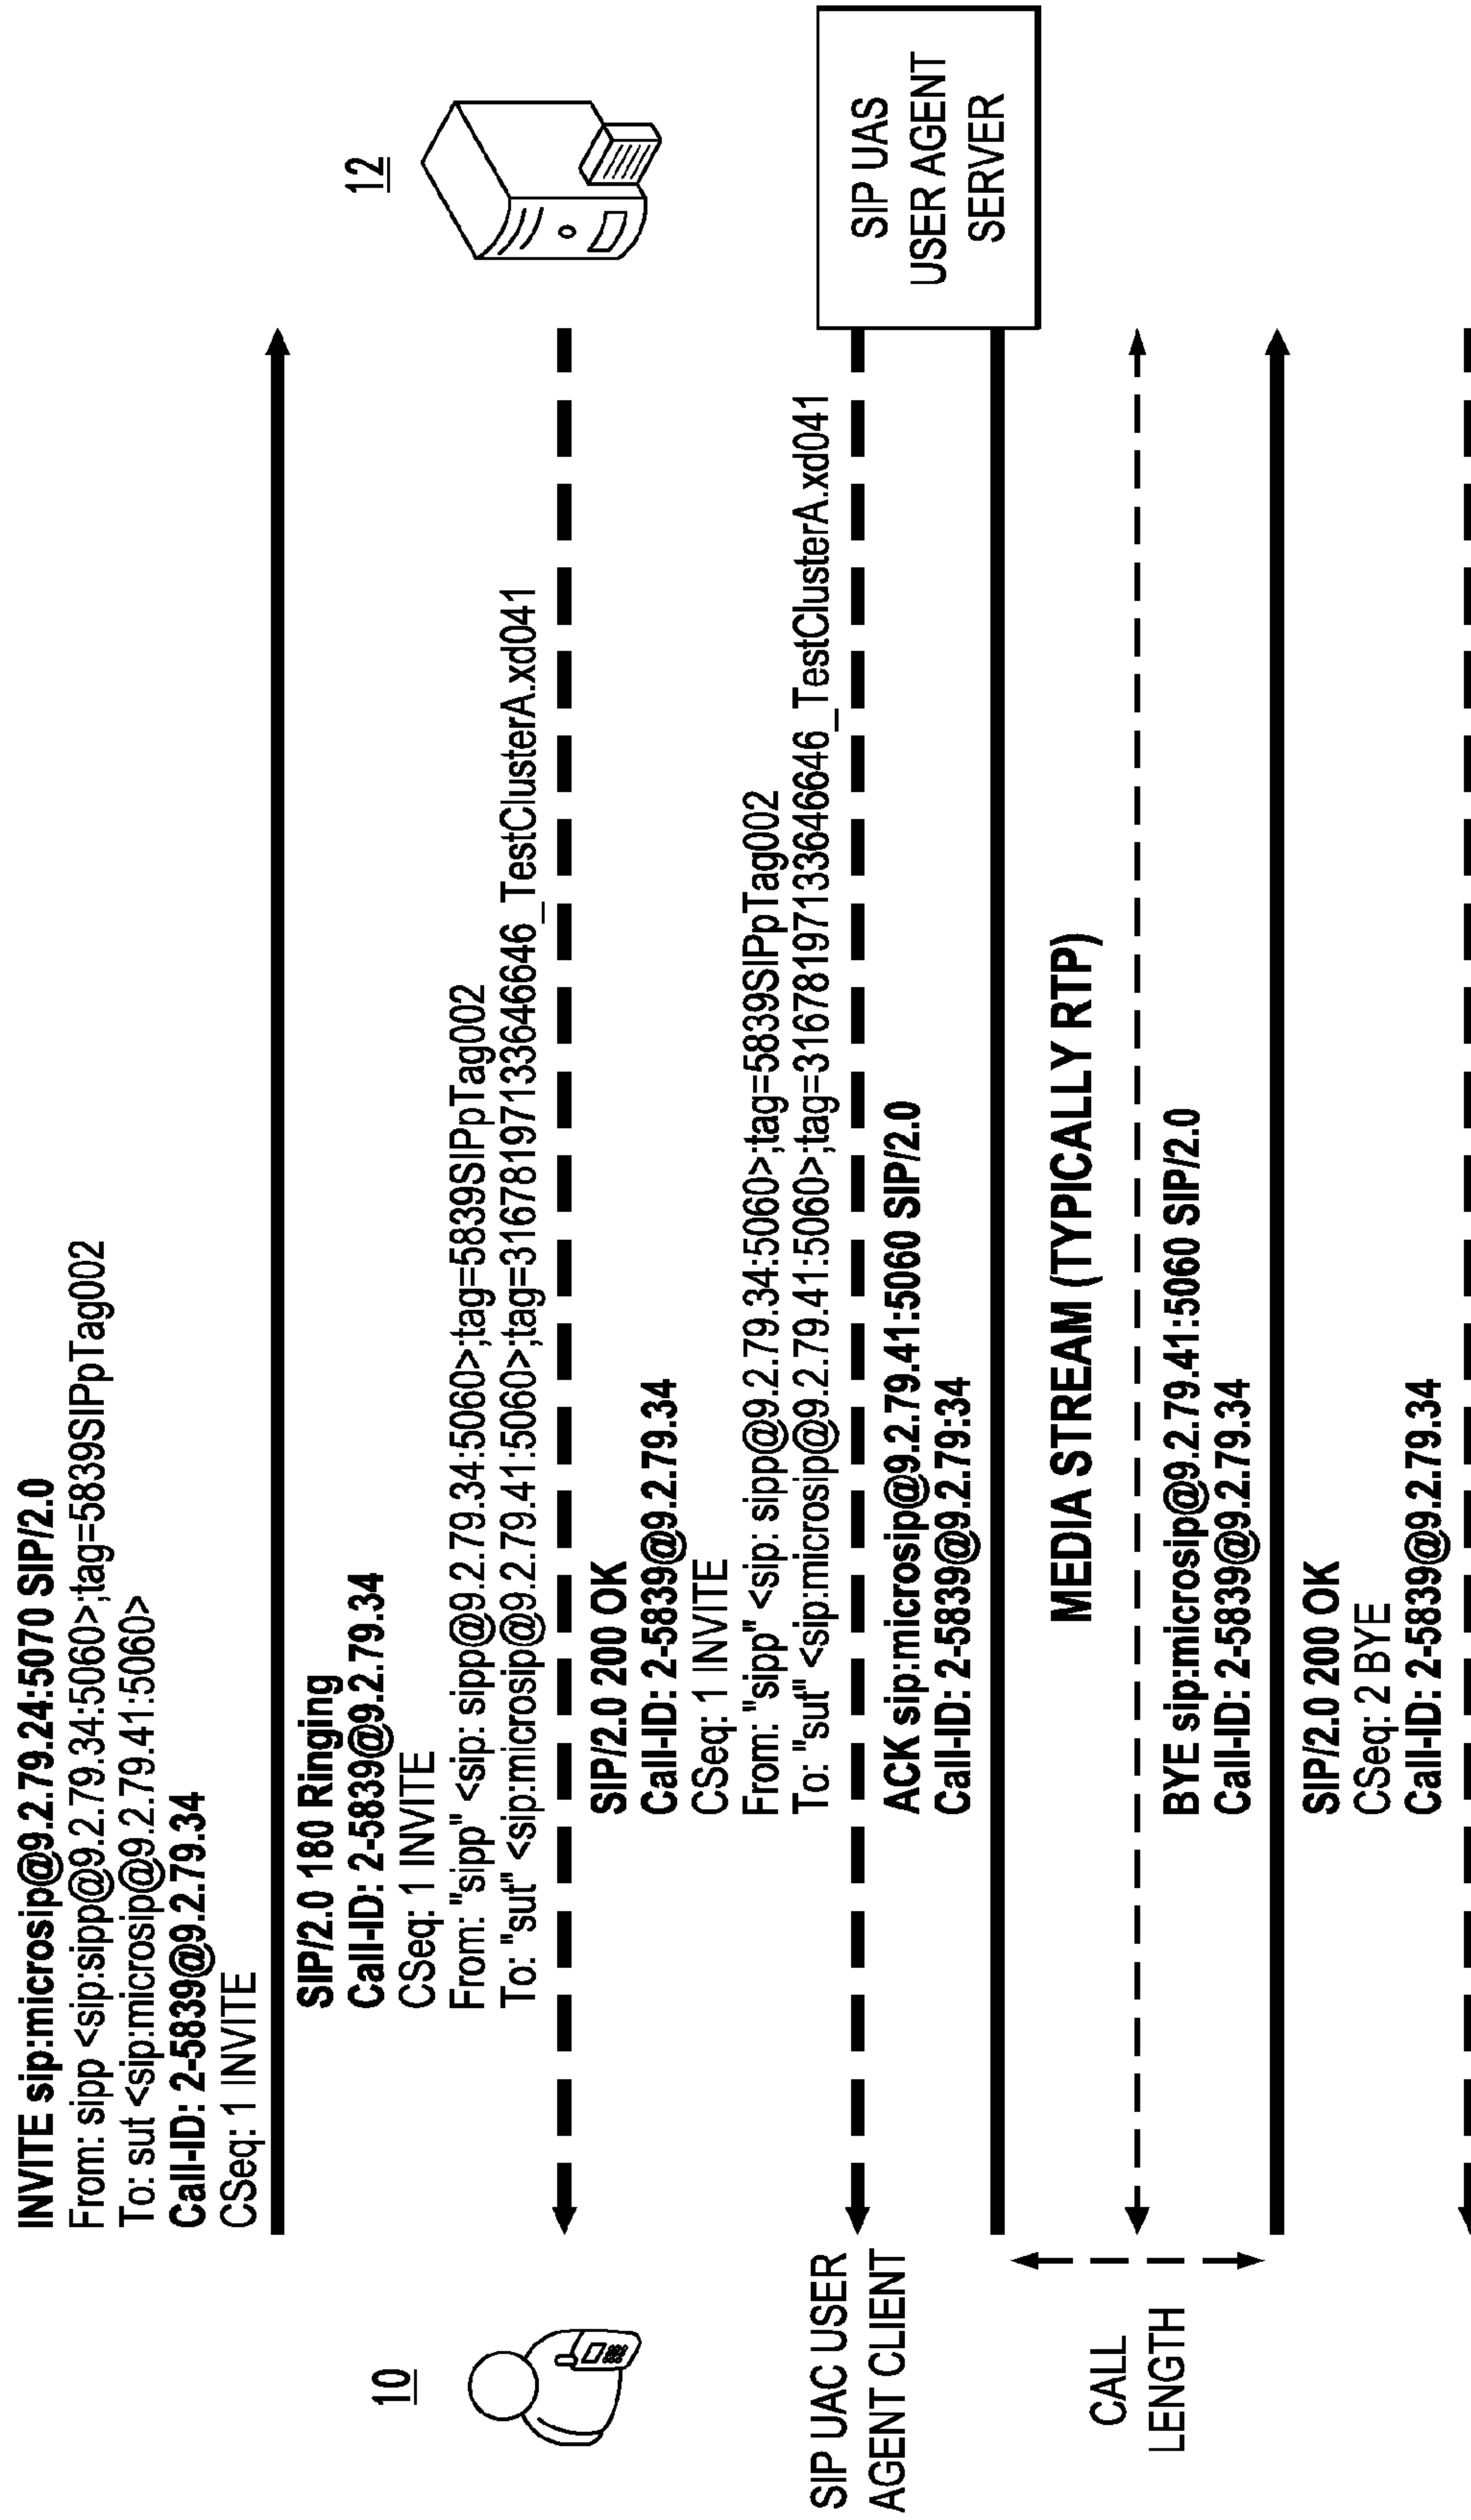 INVITE sip:microsip@9.2.79.24:5070 SIP/2.0
From: sipp <sip:sipp@9.2.79.34:5060>;tag=5839SIPpTag002
To: sut <sip:microsip@9.2.79.41:5060>
Call-ID: 2-5839@9.2.79.34
CSeq: 1 INVITE
10
12
SIP/2.0 180 Ringing
Call-ID: 2-5839@9.2.79.34
CSeq: 1 INVITE
From: "sipp" <sip: sipp@9.2.79.34:5060>;tag=5839SIPpTag002
To: "sut" <sip:microsip@9.2.79.41:5060>;tag=31678197133646646_TestClusterA.xd041
SIP/2.0 200 OK
Call-ID: 2-5839@9.2.79.34
CSeq: 1 INVITE
From: "sipp" <sip: sipp@9.2.79.34:5060>;tag=5839SIPpTag002
To: "sut" <sip:microsip@9.2.79.41:5060>;tag=31678197133646646_TestClusterA.xd041
SIP UAC USER
AGENT CLIENT
SIP UAS
USER AGENT
SERVER
ACK sip:microsip@9.2.79.41:5060 SIP/2.0
Call-ID: 2-5839@9.2.79:34
MEDIA STREAM (TYPICALLY RTP)
CALL
LENGTH
BYE sip:microsip@9.2.79.41:5060 SIP/2.0
Call-ID: 2-5839@9.2.79.34
SIP/2.0 200 OK
CSeq: 2 BYE
Call-ID: 2-5839@9.2.79.34